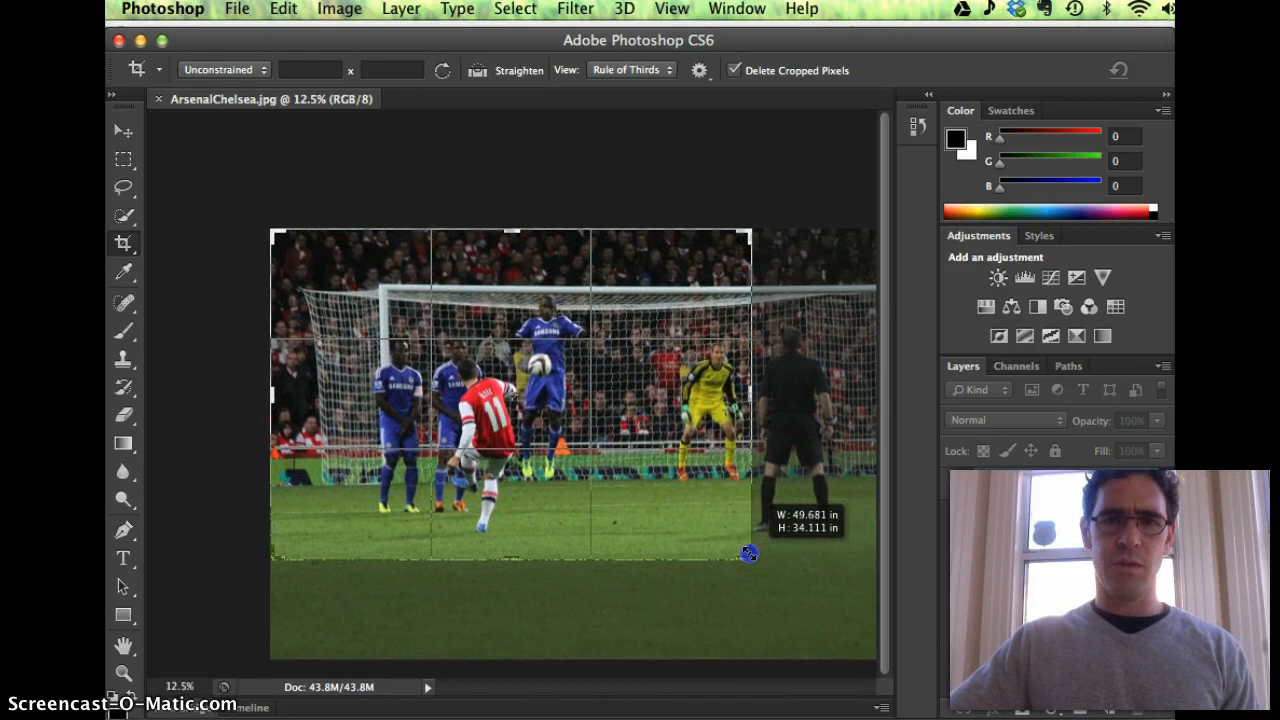 Photoshop File Edit Image Layer Type Select Filter 3D View Window Help
Adobe Photoshop CS6
Unconstrained x Straighten View: Rule of Thirds Delete Cropped Pixels
ArsenalChelsea.jpg @ 12.5% (RGB/8)
Color Swatches
R 0
G 0
B 0
Adjustments Styles
Add an adjustment
Layers Channels Paths
Kind
Normal Opacity: 100%
Lock: Fill: 100%
SAMSUNG
SAMSUNG
11
W: 49.681 in
H: 34.111 in
12.5% Doc: 43.8M/43.8M
Screencast-O-Matic.com